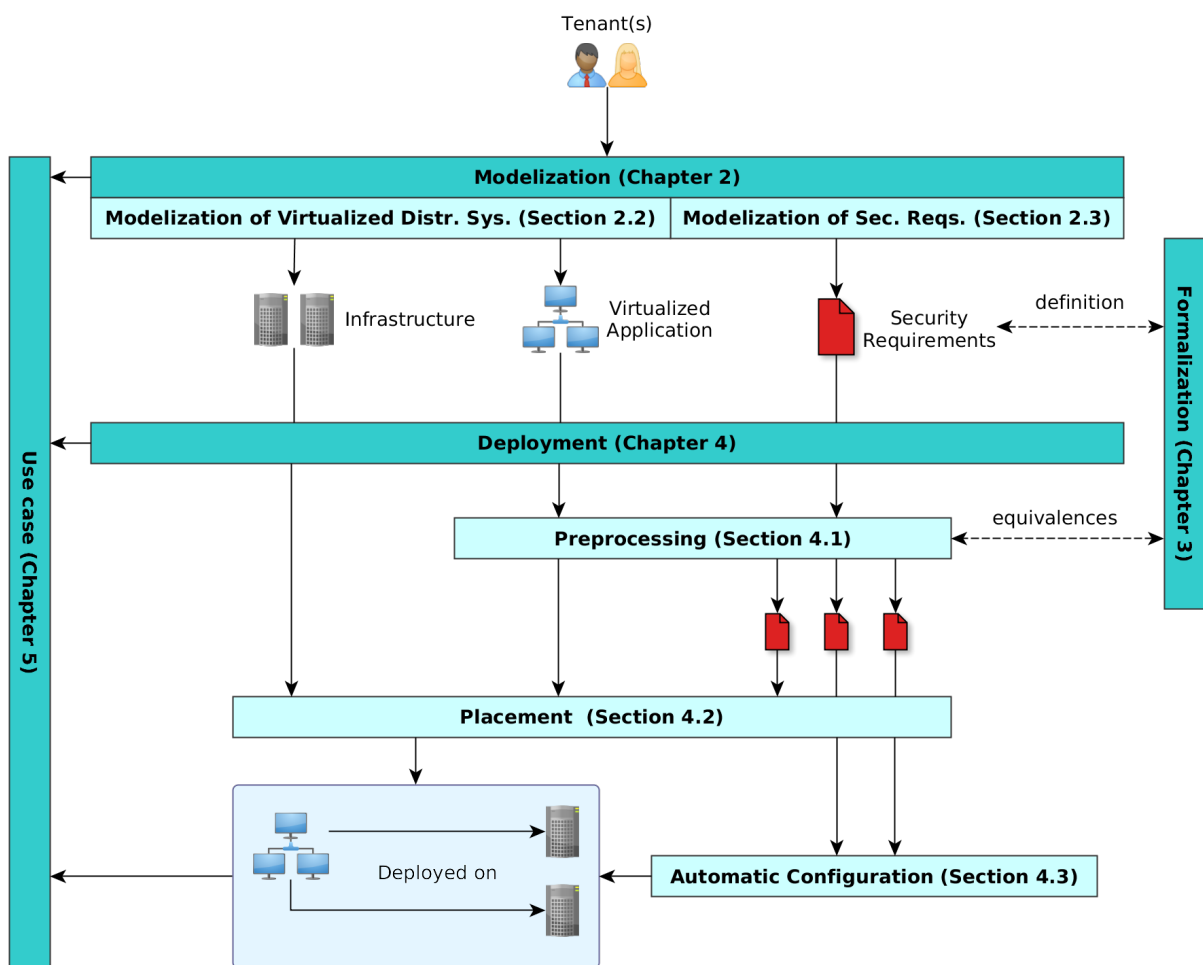 Tenant(s)
Modelization (Chapter 2)
Modelization of Virtualized Distr. Sys. (Section 2.2)
Modelization of Sec. Reqs. (Section 2.3)
Infrastructure
Virtualized
Application
Security
Requirements
definition
Formalization (Chapter 3)
Deployment (Chapter 4)
Use case (Chapter 5)
Preprocessing (Section 4.1)
equivalences
Placement (Section 4.2)
Deployed on
Automatic Configuration (Section 4.3)